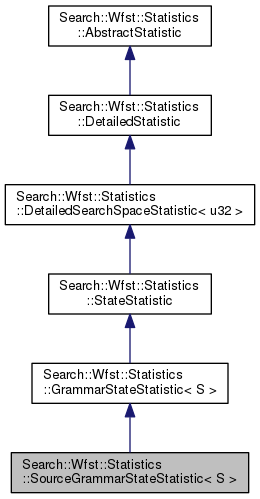 Search::Wfst::Statistics
::AbstractStatistic
Search::Wfst::Statistics
::DetailedStatistic
Search::Wfst::Statistics
::DetailedSearchSpaceStatistic< u32 >
Search::Wfst::Statistics
::StateStatistic
Search::Wfst::Statistics
::GrammarStateStatistic< S >
Search::Wfst::Statistics
::SourceGrammarStateStatistic< S >